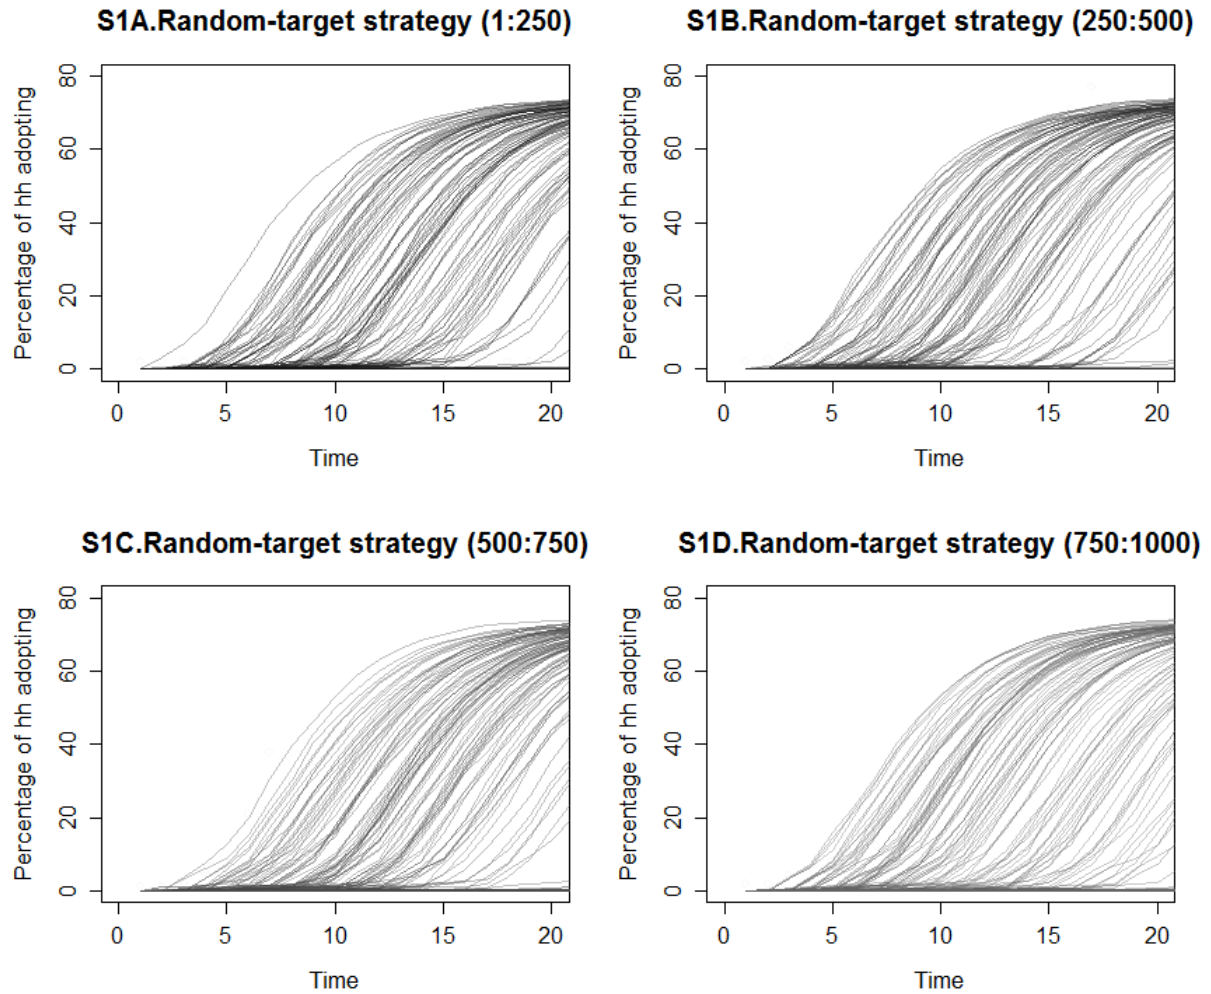 S1A.Random-target strategy (1:250)
Percentage of hh adopting
80
60
40
20
0
0 5 10 15 20
Time
S1B.Random-target strategy (250:500)
Percentage of hh adopting
80
60
40
20
0
0 5 10 15 20
Time
S1C.Random-target strategy (500:750)
Percentage of hh adopting
80
60
40
20
0
0 5 10 15 20
Time
S1D.Random-target strategy (750:1000)
Percentage of hh adopting
80
60
40
20
0
0 5 10 15 20
Time